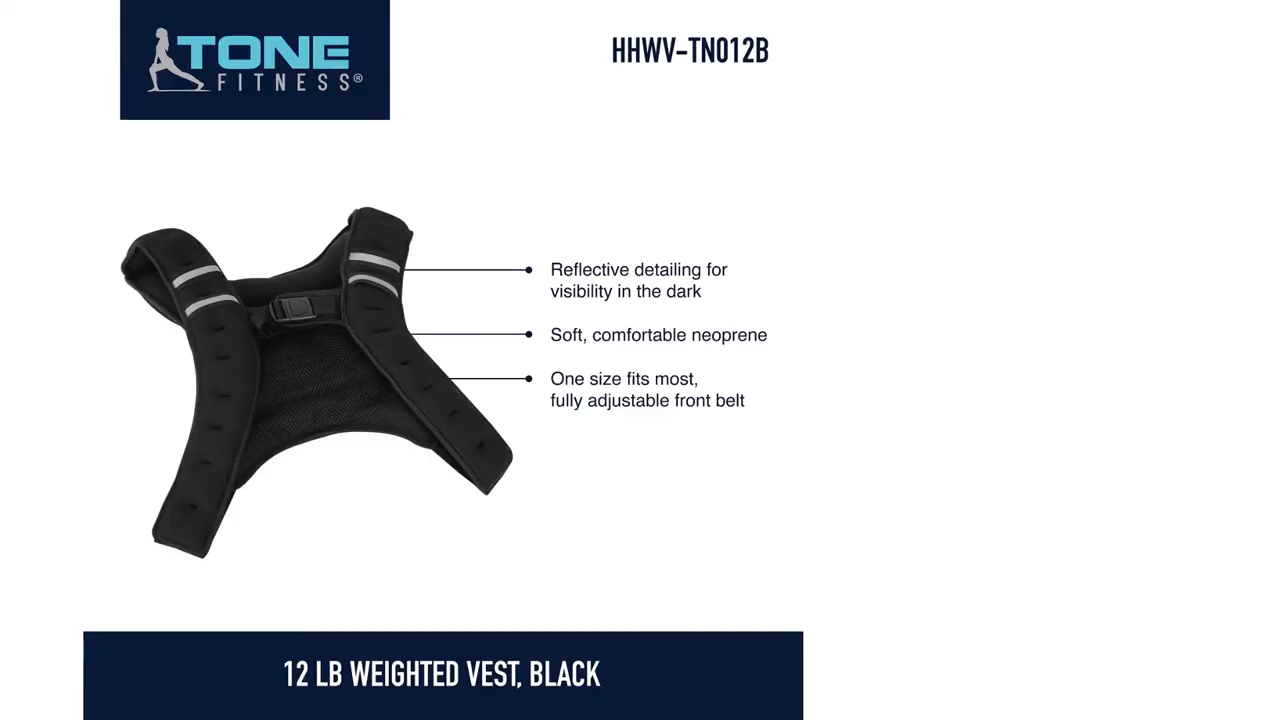 TONE
FITNESS®
HHWV-TN012B
Reflective detailing for
visibility in the dark
Soft, comfortable neoprene
One size fits most,
fully adjustable front belt
12 LB WEIGHTED VEST, BLACK